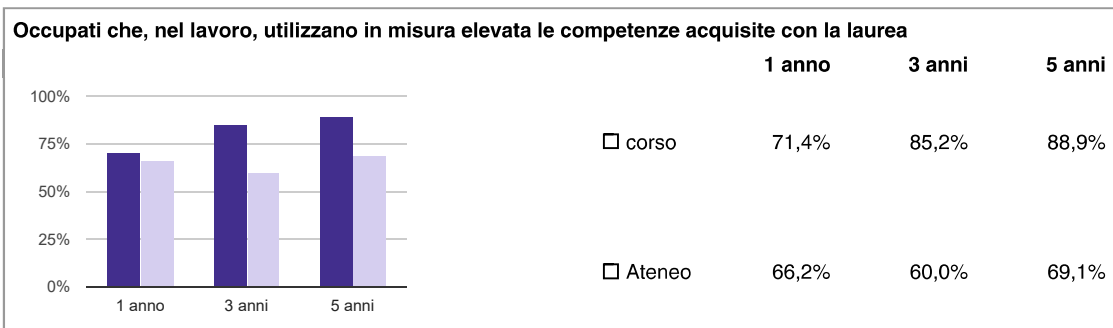 Occupati che, nel lavoro, utilizzano in misura elevata le competenze acquisite con la laurea
1 anno 3 anni 5 anni
100%
75%
50%
25%
0%
1 anno 3 anni 5 anni
corso 71,4% 85,2% 88,9%
Ateneo 66,2% 60,0% 69,1%